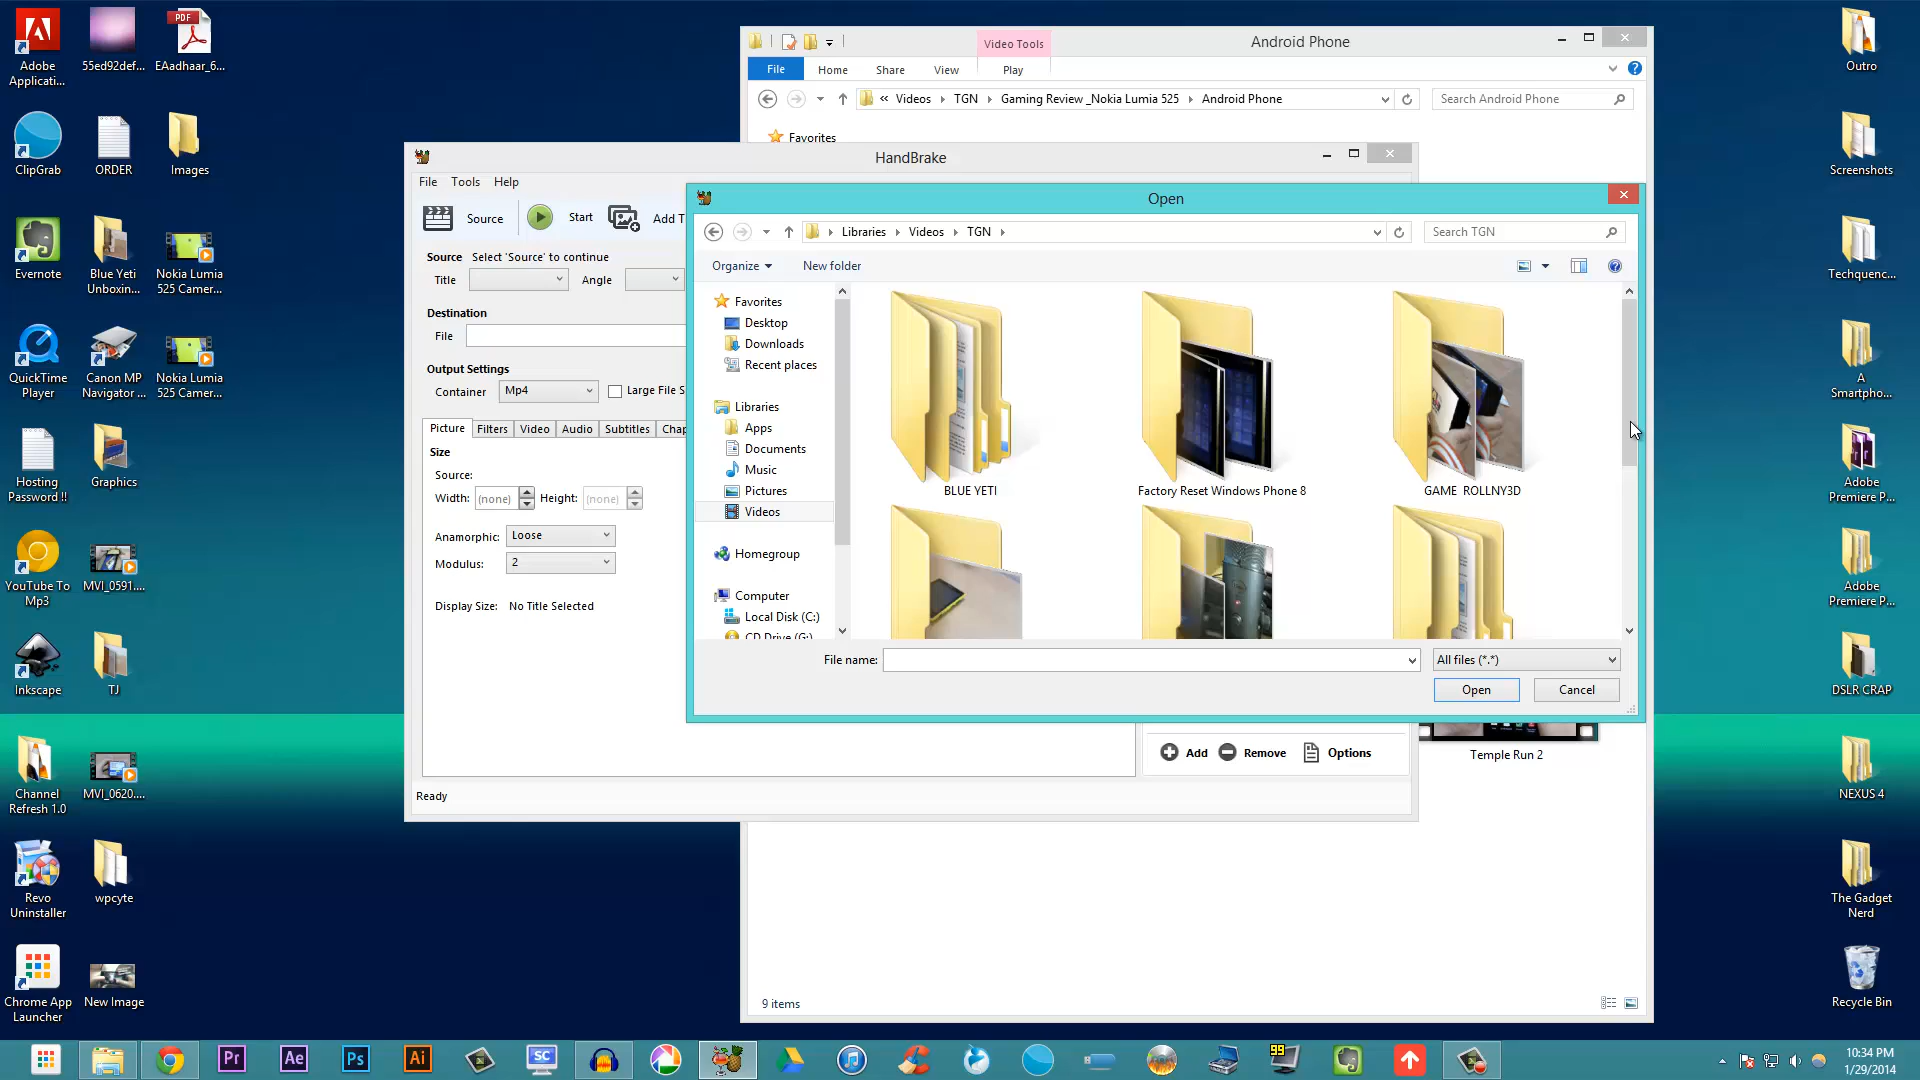 Adobe
Applicati...
55ed92def...
PDF
EAadhaar_6...
ClipGrab
ORDER
Images
Evernote
Blue Yeti
Unboxin...
Nokia Lumia
525 Camer...
QuickTime
Player
Canon MP
Navigator ...
Nokia Lumia
525 Camer...
Hosting
Password !!
Graphics
YouTube To
Mp3
MVI_0591....
Inkscape
TJ
Channel
Refresh 1.0
MVI_0620....
Revo
Uninstaller
wpcyte
Chrome App
Launcher
New Image
Video Tools
Android Phone
File
Home
Share
View
Play
« Videos
TGN
Gaming Review _Nokia Lumia 525
Android Phone
Search Android Phone
Favorites
HandBrake
File
Tools
Help
Source
Start
Add T
Source Select 'Source' to continue
Title
Angle
Destination
File
Output Settings
Container
Mp4
Large File S
Picture
Filters
Video
Audio
Subtitles
Chap
Size
Source:
Width:
(none)
Height:
(none)
Anamorphic:
Loose
Modulus:
2
Display Size: No Title Selected
Add
Remove
Options
Ready
Open
Libraries
Videos
TGN
Search TGN
Organize
New folder
Favorites
Desktop
Downloads
Recent places
Libraries
Apps
Documents
Music
Pictures
Videos
Homegroup
Computer
Local Disk (C:)
CD Drive (G:)
BLUE YETI
Factory Reset Windows Phone 8
GAME ROLLNY3D
File name:
All files (*.*)
Open
Cancel
Temple Run 2
9 items
Outro
Screenshots
Techquenc...
A
Smartpho...
Adobe
Premiere P...
Adobe
Premiere P...
DSLR CRAP
NEXUS 4
The Gadget
Nerd
Recycle Bin
Pr
Ae
Ps
Ai
SC
99
10:34 PM
1/29/2014